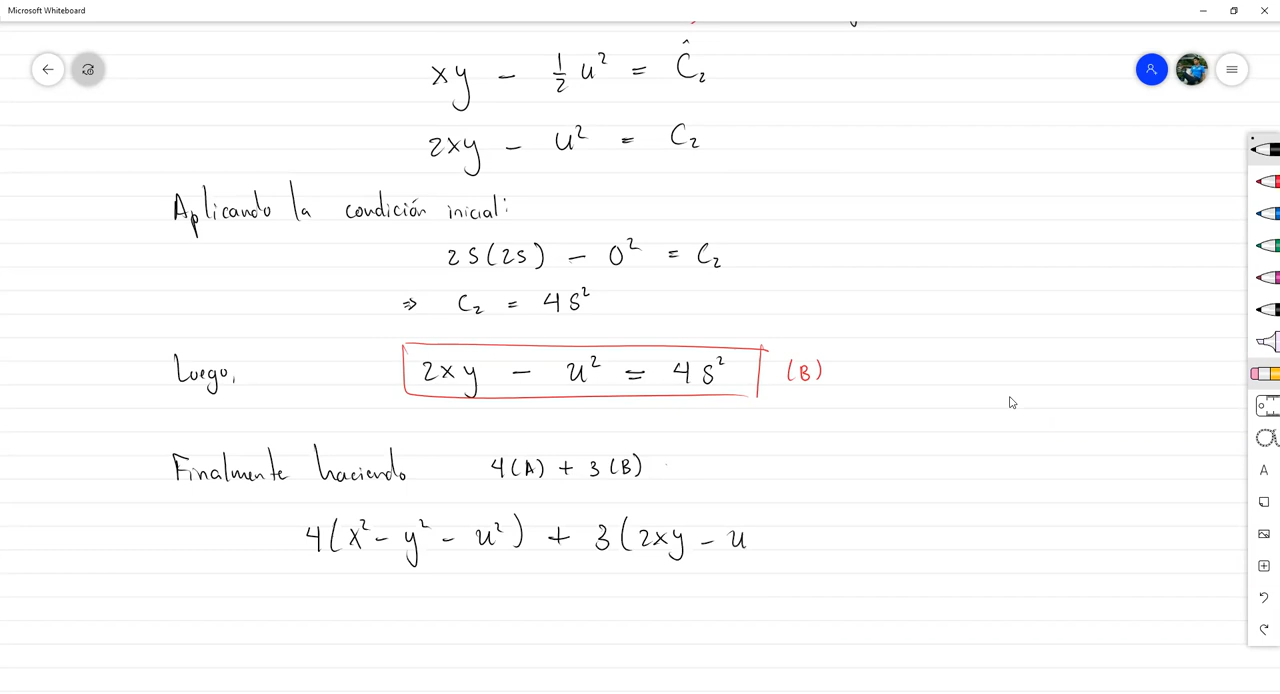 Microsoft Whiteboard
xy - 1/2 u² = Ĉ₂
2xy - u² = C₂
Aplicando la condición inicial:
2s(2s) - 0² = C₂
⇒ C₂ = 4s²
Luego, 2xy - u² = 4s² (B)
Finalmente haciendo 4(A) + 3(B)
4(x² - y² - u²) + 3(2xy - u
A